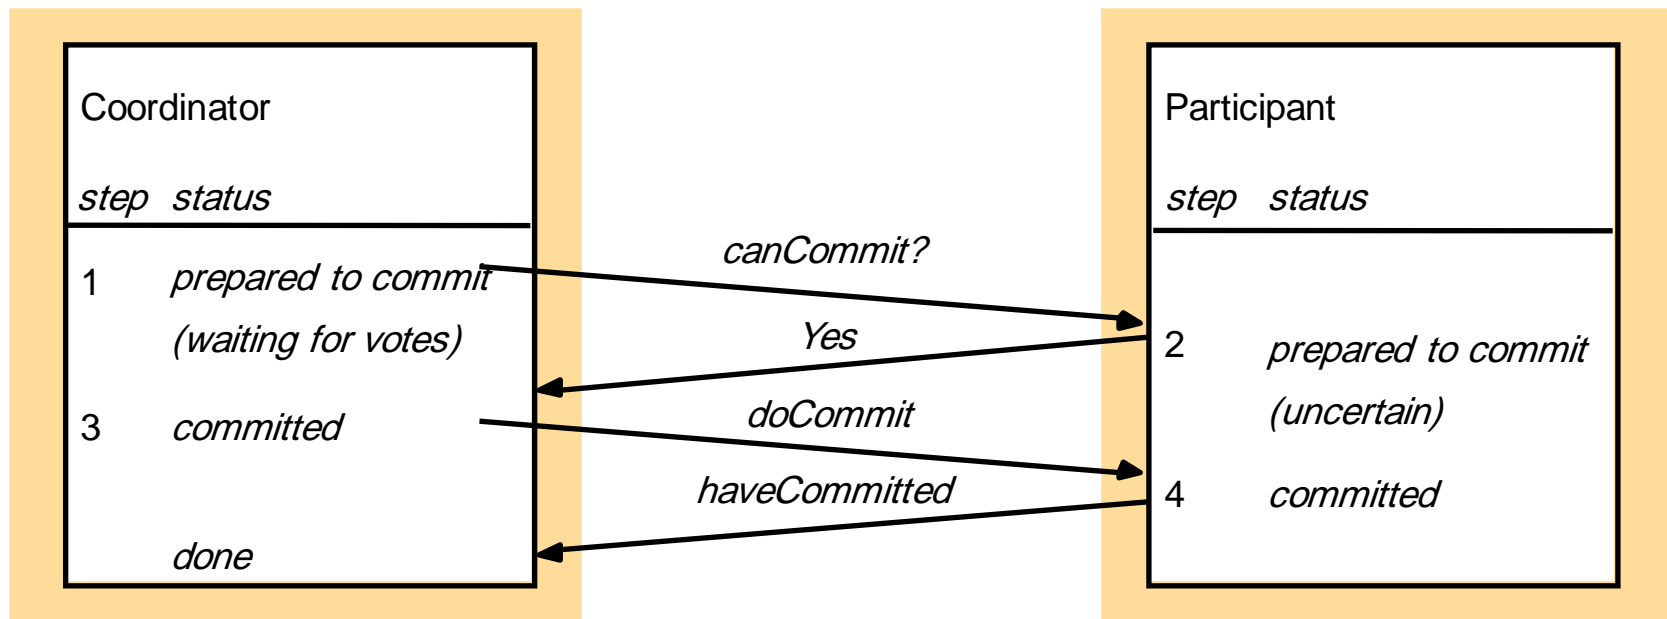 Coordinator
step status
1 prepared to commit
(waiting for votes)
3 committed
done
canCommit?
Yes
doCommit
haveCommitted
Participant
step status
2 prepared to commit
(uncertain)
4 committed